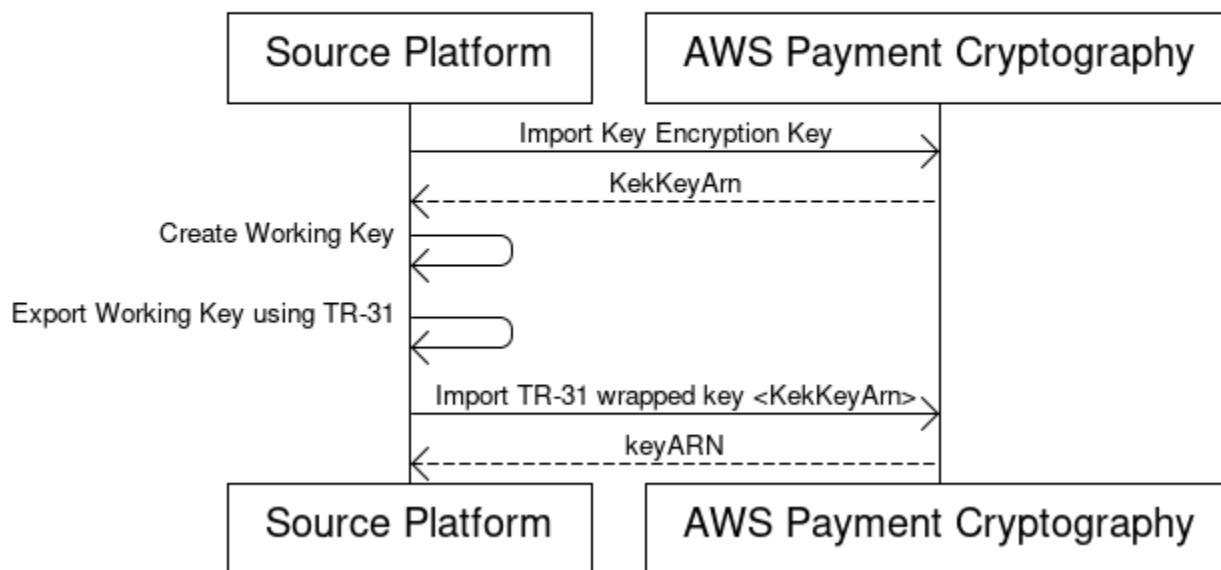 Source Platform
AWS Payment Cryptography
Import Key Encryption Key
KekKeyArn
Create Working Key
Export Working Key using TR-31
Import TR-31 wrapped key <KekKeyArn>
keyARN
Source Platform
AWS Payment Cryptography